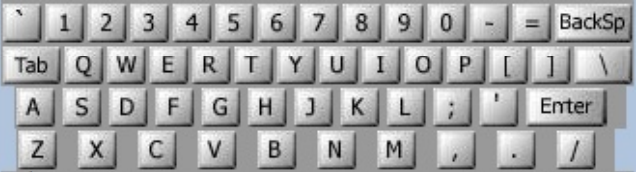 ` 1 2 3 4 5 6 7 8 9 0 - = BackSp
Tab Q W E R T Y U I O P [ ] \
A S D F G H J K L ; ' Enter
Z X C V B N M , . /